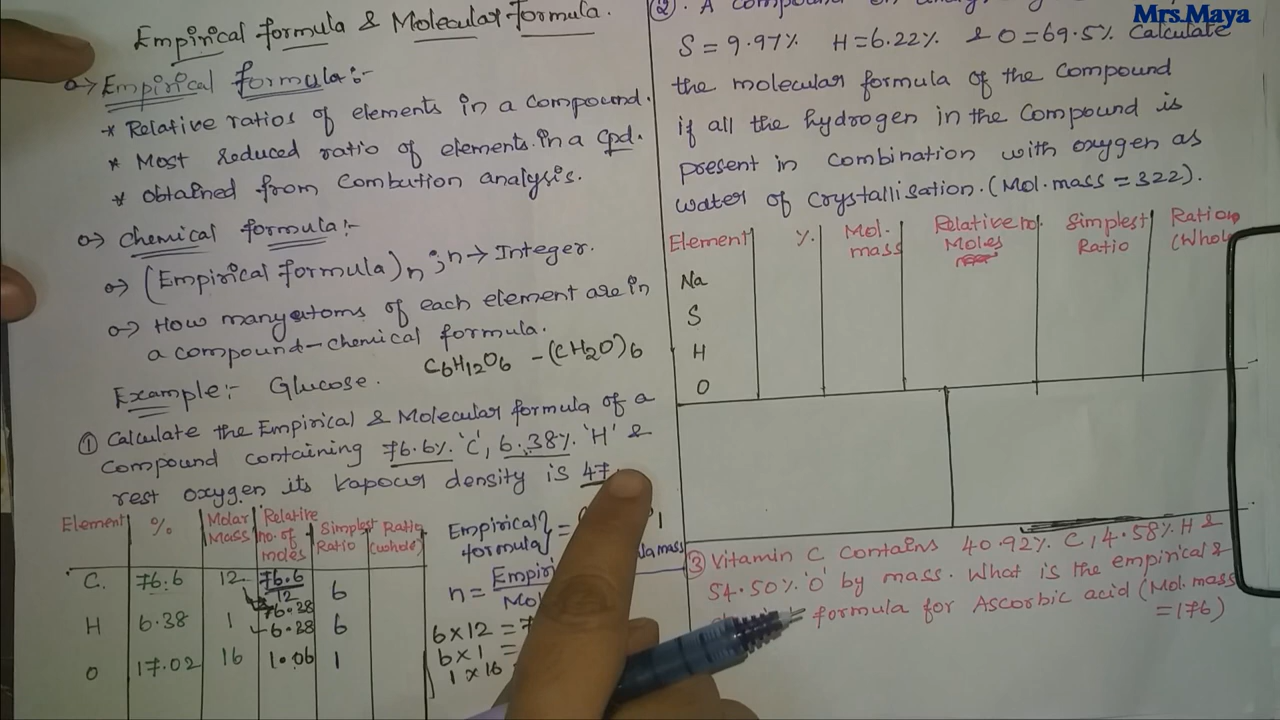 Empirical formula & Molecular formula.
Empirical formula:-
* Relative ratios of elements in a compound.
* Most reduced ratio of elements in a cpd.
* obtained from Combution analysis.
Chemical formula:-
(Empirical formula)n ; n → Integer.
How many atoms of each element are in
a compound - chemical formula.
Example:- Glucose. C6H12O6 - (CH2O)6
① Calculate the Empirical & Molecular formula of a
compound containing 76.6% 'C', 6.38% 'H' &
rest oxygen its vapour density is 47.
Element % Molar Mass Relative no. of moles Simplest Ratio Ratio (whole)
C. 76.6 12 76.6/12 6
H 6.38 1 6.28 6
O 17.02 16 1.06 1
Empirical formula =
n =
6 x 12 =
6 x 1 =
1 x 16
Mrs.Maya
② A compound on
S = 9.97% H = 6.22% & O = 69.5% Calculate
the molecular formula of the compound
if all the hydrogen in the compound is
present in combination with oxygen as
water of crystallisation. (Mol. mass = 322).
Element % Mol. mass Relative no. Moles Simplest Ratio Ratio
Na
S
H
O
③ Vitamin C contains 40.92% C, 4.58% H &
54.50% 'O' by mass. What is the empirical &
formula for Ascorbic acid (Mol. mass
= 176)